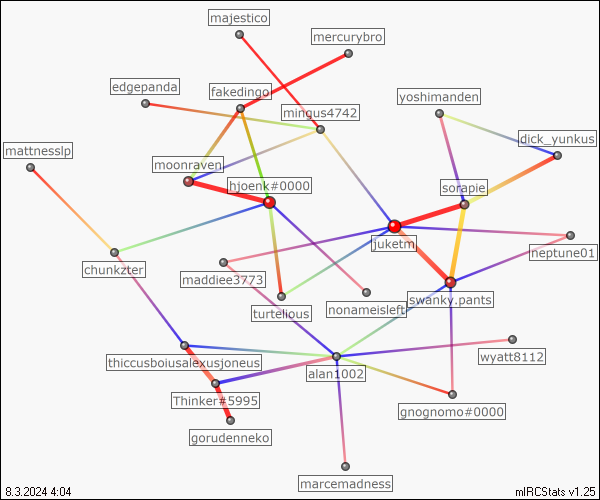 majestico
mercurybro
edgepanda
fakedingo
mingus4742
yoshimanden
dick_yunkus
mattnesslp
moonraven
hjoenk#0000
sorapie
juketm
neptune01
chunkzter
maddiee3773
swanky.pants
turtelious
nonameisleft
thiccusboiusalexusjoneus
alan1002
wyatt8112
Thinker#5995
gnognomo#0000
gorudenneko
marcemadness
8.3.2024 4:04
mIRCStats v1.25